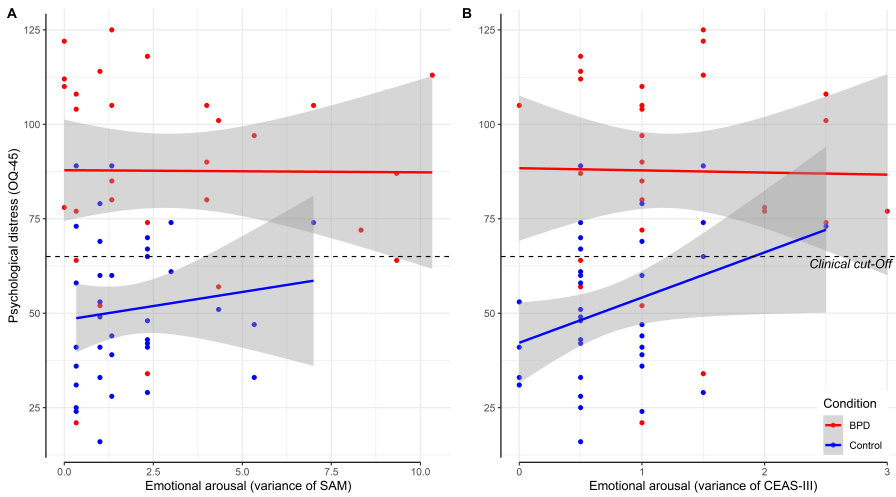 A
B
Psychological distress (OQ-45)
125
100
75
50
25
0.0
2.5
5.0
7.5
10.0
Emotional arousal (variance of SAM)
125
100
75
50
25
Clinical cut-Off
Condition
BPD
Control
0
1
2
3
Emotional arousal (variance of CEAS-III)